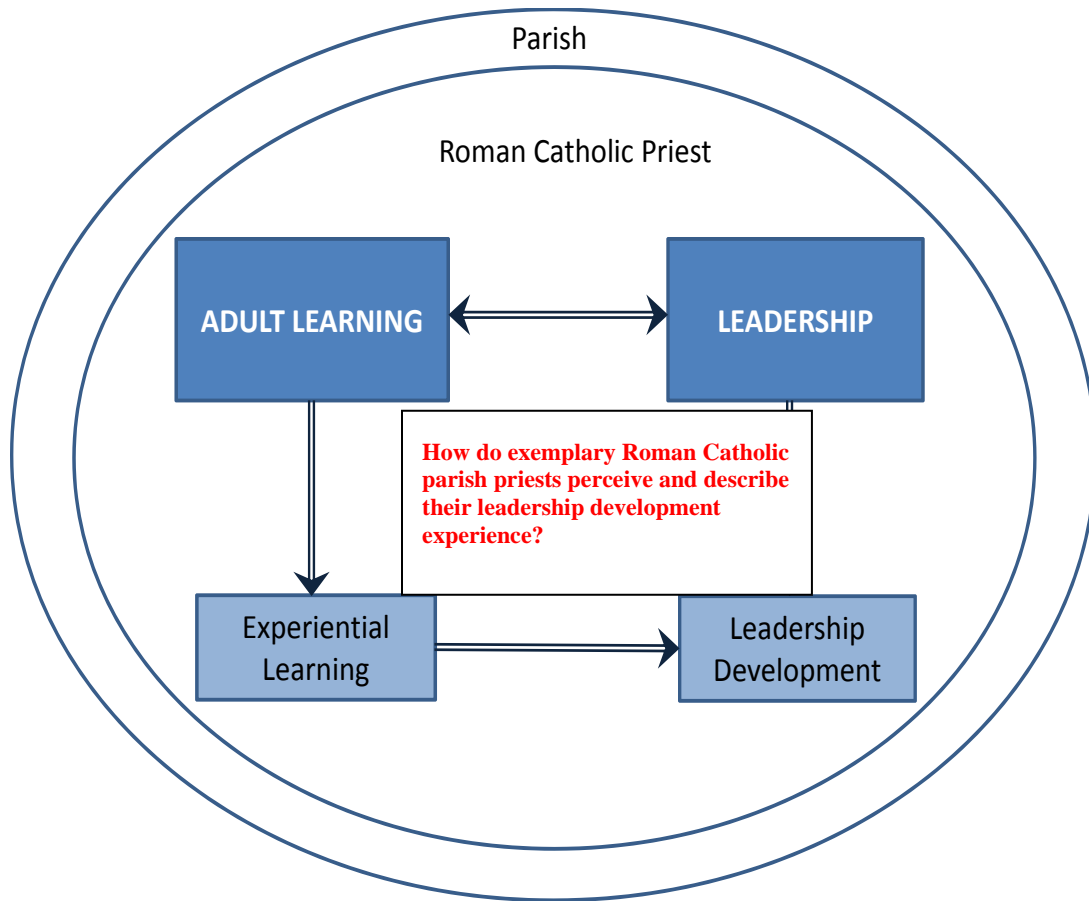 Parish
Roman Catholic Priest
ADULT LEARNING
LEADERSHIP
How do exemplary Roman Catholic
parish priests perceive and describe
their leadership development
experience?
Experiential
Learning
Leadership
Development